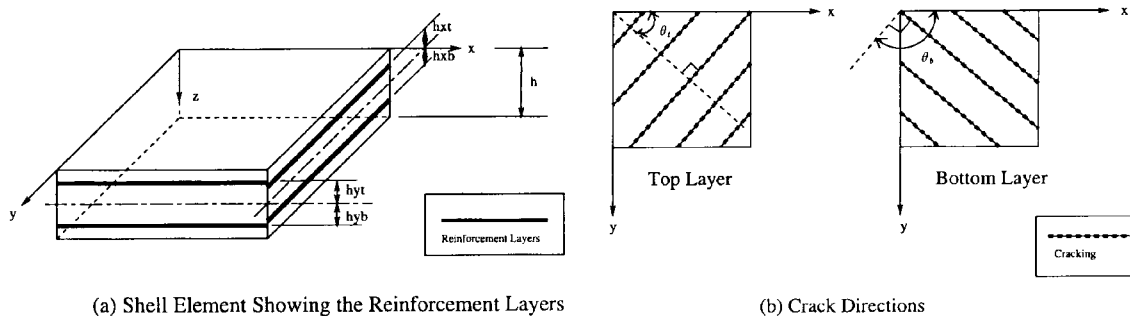 hxt
x
hxb
h
z
hyt
y
hyb
Reinforcement Layers
(a) Shell Element Showing the Reinforcement Layers
x
θt
Top Layer
y
x
θb
Bottom Layer
y
Cracking
(b) Crack Directions